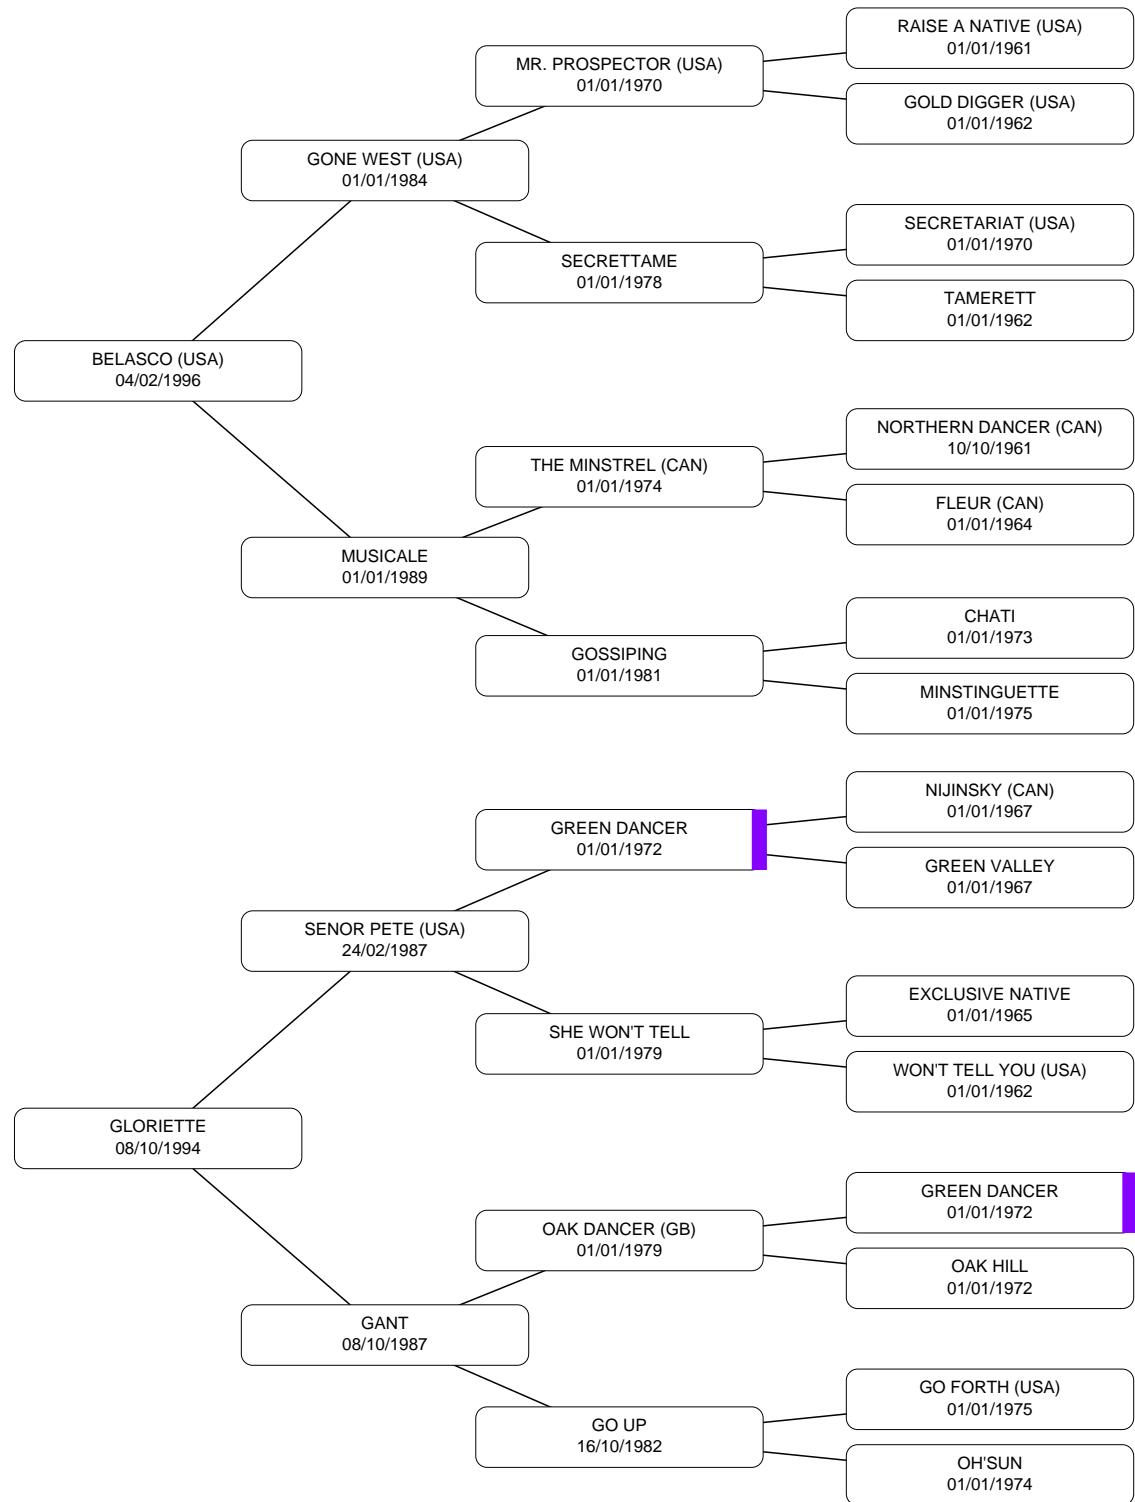 RAISE A NATIVE (USA)
01/01/1961
MR. PROSPECTOR (USA)
01/01/1970
GOLD DIGGER (USA)
01/01/1962
GONE WEST (USA)
01/01/1984
SECRETARIAT (USA)
01/01/1970
SECRETTAME
01/01/1978
TAMERETT
01/01/1962
BELASCO (USA)
04/02/1996
NORTHERN DANCER (CAN)
10/10/1961
THE MINSTREL (CAN)
01/01/1974
FLEUR (CAN)
01/01/1964
MUSICALE
01/01/1989
CHATI
01/01/1973
GOSSIPING
01/01/1981
MINSTINGUETTE
01/01/1975
NIJINSKY (CAN)
01/01/1967
GREEN DANCER
01/01/1972
GREEN VALLEY
01/01/1967
SENOR PETE (USA)
24/02/1987
EXCLUSIVE NATIVE
01/01/1965
SHE WON'T TELL
01/01/1979
WON'T TELL YOU (USA)
01/01/1962
GLORIETTE
08/10/1994
GREEN DANCER
01/01/1972
OAK DANCER (GB)
01/01/1979
OAK HILL
01/01/1972
GANT
08/10/1987
GO FORTH (USA)
01/01/1975
GO UP
16/10/1982
OH'SUN
01/01/1974